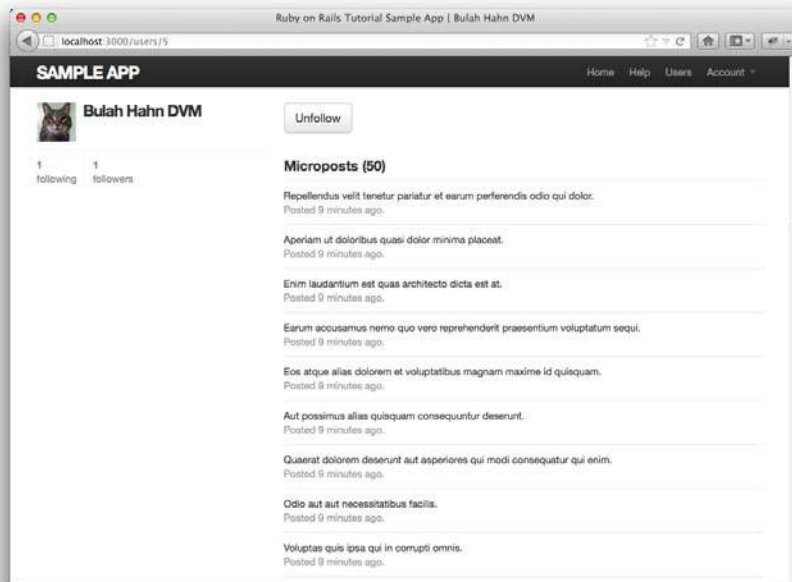 Ruby on Rails Tutorial Sample App | Bulah Hahn DVM
localhost:3000/users/5
SAMPLE APP
Home Help Users Account
Bulah Hahn DVM
1 following
1 followers
Unfollow
Microposts (50)
Repellendus velit tenetur pariatur et earum perferendis odio qui dolor.
Posted 9 minutes ago.
Aperiam ut doloribus quasi dolor minima placeat.
Posted 9 minutes ago.
Enim laudantium est quas architecto dicta est at.
Posted 9 minutes ago.
Earum accusamus nemo quo vero reprehenderit praesentium voluptatum sequi.
Posted 9 minutes ago.
Eos atque alias dolorem et voluptatibus magnam maxime id quisquam.
Posted 9 minutes ago.
Aut possimus alias quisquam consequuntur deserunt.
Posted 9 minutes ago.
Quaerat dolorem deserunt aut asperiores qui modi consequatur qui enim.
Posted 9 minutes ago.
Odio aut aut necessitatibus facilis.
Posted 9 minutes ago.
Voluptas quis ipsa qui in corrupti omnis.
Posted 9 minutes ago.